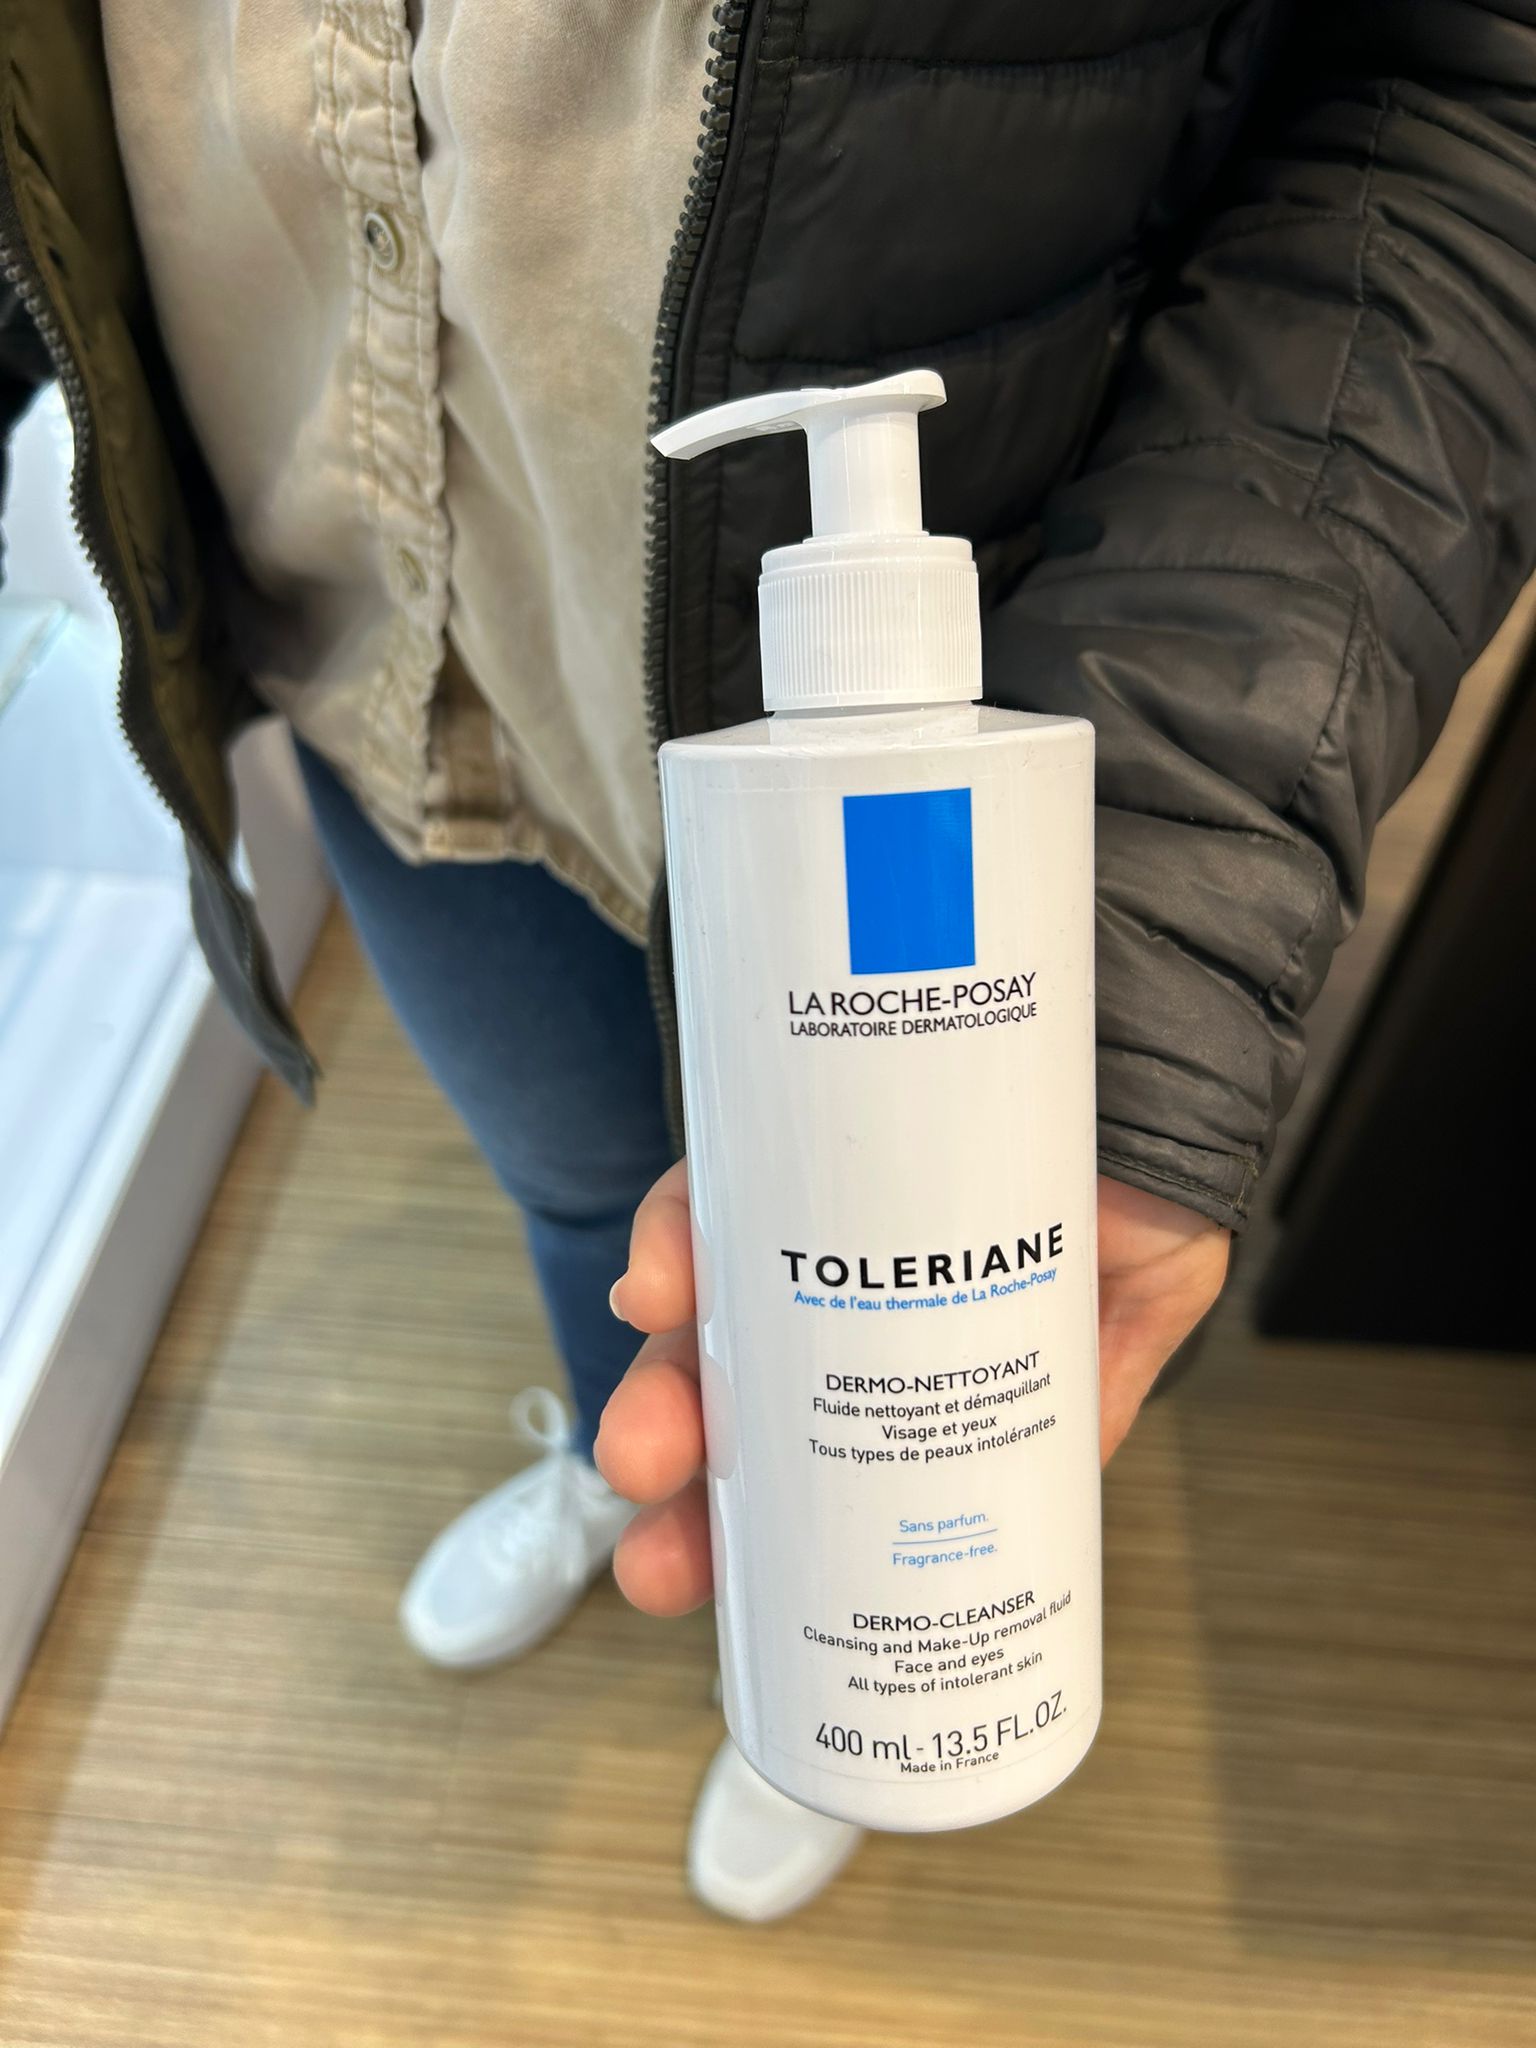 LA ROCHE-POSAY
LABORATOIRE DERMATOLOGIQUE
TOLERIANE
Avec de l'eau thermale de La Roche-Posay
DERMO-NETTOYANT
Fluide nettoyant et démaquillant
Visage et yeux
Tous types de peaux intolérantes
Sans parfum.
Fragrance-free.
DERMO-CLEANSER
Cleansing and Make-Up removal fluid
Face and eyes
All types of intolerant skin
400 ml - 13.5 FL.OZ.
Made in France